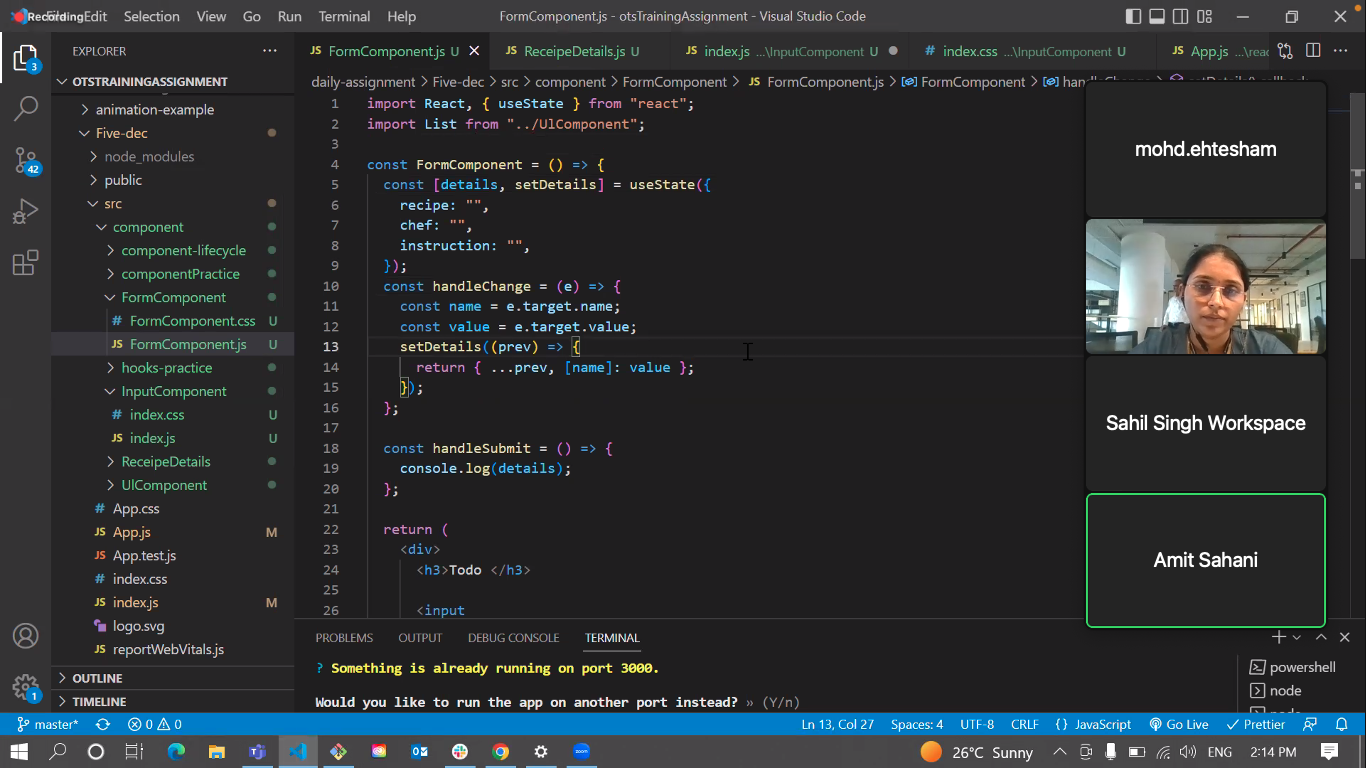 Recording
File Edit Selection View Go Run Terminal Help
FormComponent.js - otsTrainingAssignment - Visual Studio Code
EXPLORER
OTSTRAININGASSIGNMENT
animation-example
Five-dec
node_modules
public
src
component
component-lifecycle
componentPractice
FormComponent
# FormComponent.css U
JS FormComponent.js U
hooks-practice
InputComponent
# index.css U
JS index.js U
ReceipeDetails
UlComponent
# App.css
JS App.js M
JS App.test.js
# index.css
JS index.js M
logo.svg
JS reportWebVitals.js
OUTLINE
TIMELINE
3
42
1
JS FormComponent.js U
JS ReceipeDetails.js U
JS index.js ...\InputComponent U
# index.css ...\InputComponent U
JS App.js ...\reac
daily-assignment > Five-dec > src > component > FormComponent > JS FormComponent.js > FormComponent >
1 import React, { useState } from "react";
2 import List from "../UlComponent";
3
4 const FormComponent = () => {
5 const [details, setDetails] = useState({
6 recipe: "",
7 chef: "",
8 instruction: "",
9 });
10 const handleChange = (e) => {
11 const name = e.target.name;
12 const value = e.target.value;
13 setDetails((prev) => {
14 return { ...prev, [name]: value };
15 });
16 };
17
18 const handleSubmit = () => {
19 console.log(details);
20 };
21
22 return (
23 <div>
24 <h3>Todo </h3>
25
26 <input
mohd.ehtesham
Sahil Singh Workspace
Amit Sahani
PROBLEMS OUTPUT DEBUG CONSOLE TERMINAL
? Something is already running on port 3000.
Would you like to run the app on another port instead? » (Y/n)
powershell
node
master* 0 0 Ln 13, Col 27 Spaces: 4 UTF-8 CRLF {} JavaScript Go Live Prettier
26°C Sunny ENG 2:14 PM